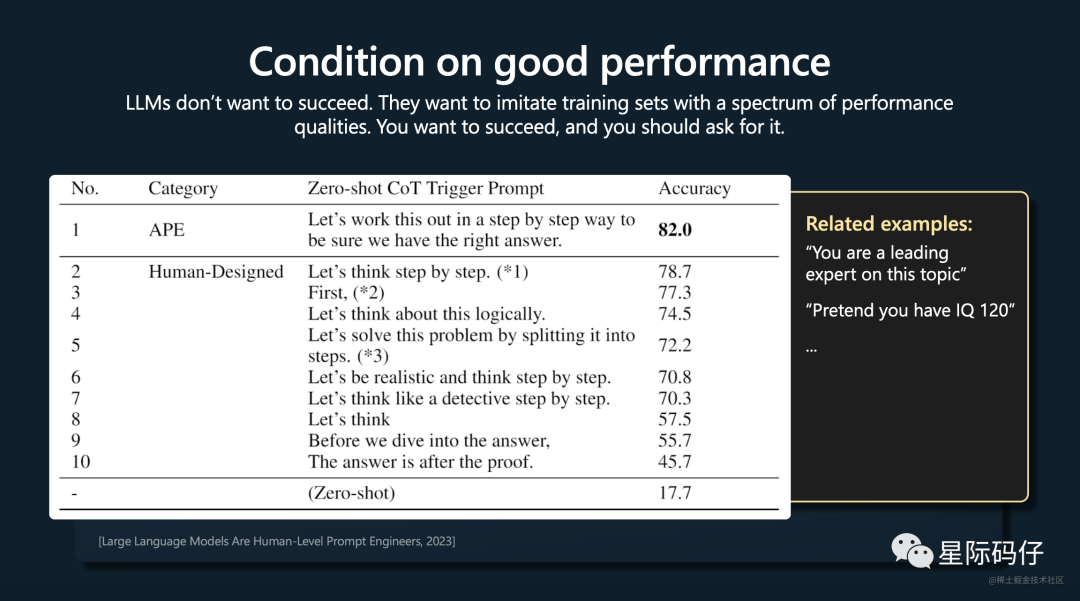 Condition on good performance
LLMs don't want to succeed. They want to imitate training sets with a spectrum of performance
qualities. You want to succeed, and you should ask for it.
No. Category Zero-shot CoT Trigger Prompt Accuracy
1 APE Let's work this out in a step by step way to be sure we have the right answer. 82.0
2 Human-Designed Let's think step by step. (*1) 78.7
3 First, (*2) 77.3
4 Let's think about this logically. 74.5
5 Let's solve this problem by splitting it into steps. (*3) 72.2
6 Let's be realistic and think step by step. 70.8
7 Let's think like a detective step by step. 70.3
8 Let's think 57.5
9 Before we dive into the answer, 55.7
10 The answer is after the proof. 45.7
- (Zero-shot) 17.7
Related examples:
“You are a leading
expert on this topic”
“Pretend you have IQ 120”
...
[Large Language Models Are Human-Level Prompt Engineers, 2023]
星际码仔
@稀土掘金技术社区